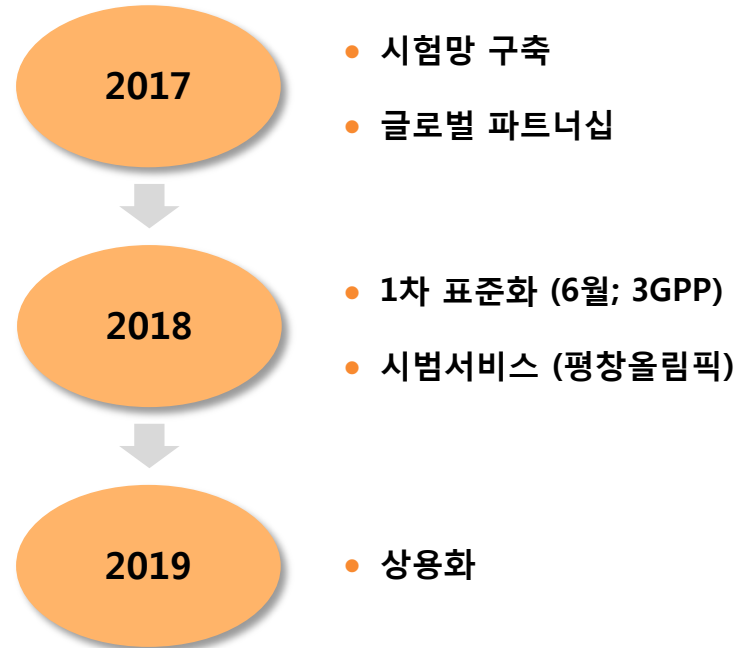 2017
• 시험망 구축
• 글로벌 파트너십
2018
• 1차 표준화 (6월; 3GPP)
• 시범서비스 (평창올림픽)
2019
• 상용화